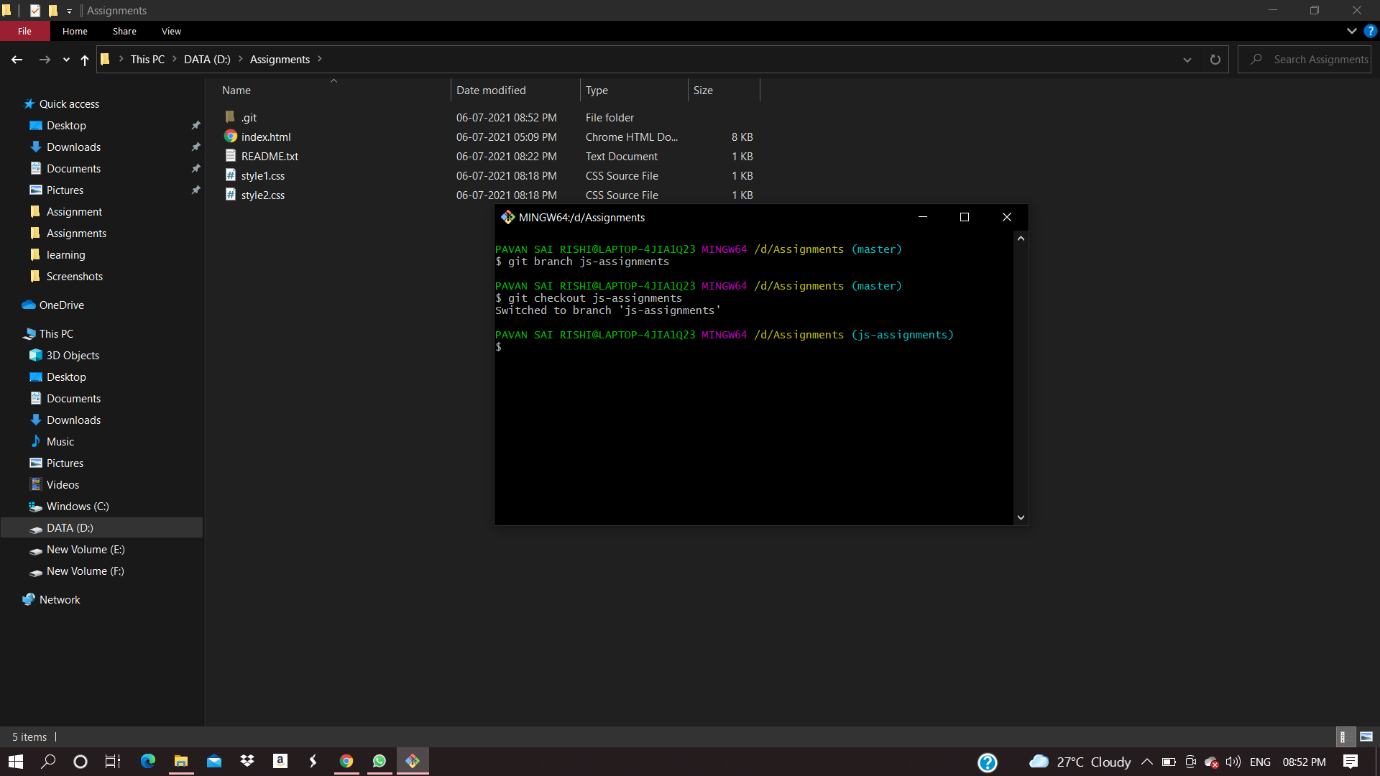 Assignments
File Home Share View
This PC DATA (D:) Assignments
Search Assignments
Name Date modified Type Size
.git 06-07-2021 08:52 PM File folder
index.html 06-07-2021 05:09 PM Chrome HTML Do... 8 KB
README.txt 06-07-2021 08:22 PM Text Document 1 KB
style1.css 06-07-2021 08:18 PM CSS Source File 1 KB
style2.css 06-07-2021 08:18 PM CSS Source File 1 KB
Quick access
Desktop
Downloads
Documents
Pictures
Assignment
Assignments
learning
Screenshots
OneDrive
This PC
3D Objects
Desktop
Documents
Downloads
Music
Pictures
Videos
Windows (C:)
DATA (D:)
New Volume (E:)
New Volume (F:)
Network
MINGW64:/d/Assignments
PAVAN SAI RISHI@LAPTOP-4JIA1Q23 MINGW64 /d/Assignments (master)
$ git branch js-assignments
PAVAN SAI RISHI@LAPTOP-4JIA1Q23 MINGW64 /d/Assignments (master)
$ git checkout js-assignments
Switched to branch 'js-assignments'
PAVAN SAI RISHI@LAPTOP-4JIA1Q23 MINGW64 /d/Assignments (js-assignments)
$
5 items
27°C Cloudy ENG 08:52 PM